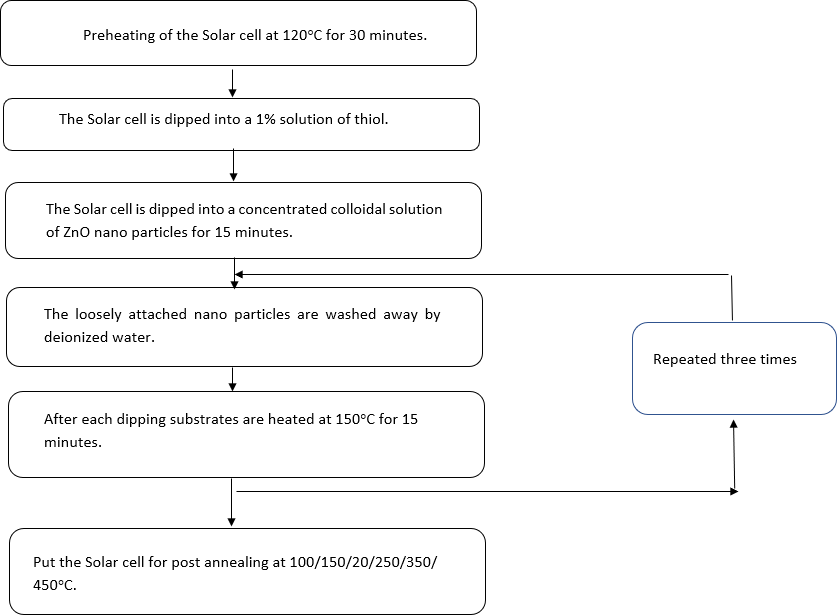 Preheating of the Solar cell at 120°C for 30 minutes.
The Solar cell is dipped into a 1% solution of thiol.
The Solar cell is dipped into a concentrated colloidal solution
of ZnO nano particles for 15 minutes.
The loosely attached nano particles are washed away by
deionized water.
Repeated three times
After each dipping substrates are heated at 150°C for 15
minutes.
Put the Solar cell for post annealing at 100/150/20/250/350/
450°C.